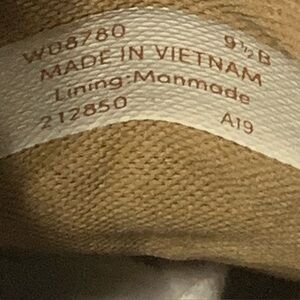 W08780 9½B
MADE IN VIETNAM
Lining: Manmade
212850 A19